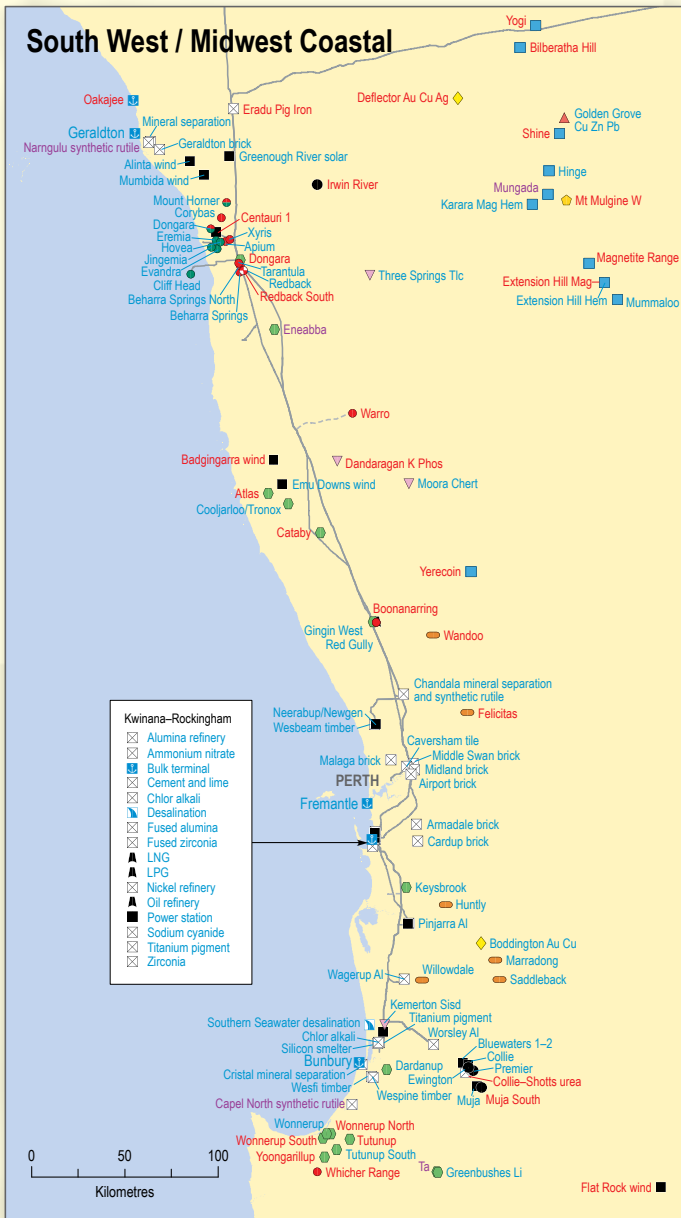 South West / Midwest Coastal
Yogi
Bilberatha Hill
Oakajee
Deflector Au Cu Ag
Eradu Pig Iron
Mineral separation
Golden Grove
Cu Zn Pb
Geraldton
Shine
Narngulu synthetic rutile
Geraldton brick
Greenough River solar
Alinta wind
Mumbida wind
Hinge
Irwin River
Mungada
Karara Mag Hem
Mt Mulgine W
Mount Horner
Corybas
Centauri 1
Dongara
Eremia
Xyris
Hovea
Apium
Jingemia
Evandra
Dongara
Cliff Head
Tarantula
Redback
Beharra Springs North
Redback South
Beharra Springs
Magnetite Range
Three Springs Tlc
Extension Hill Mag
Extension Hill Hem
Mummaloo
Eneabba
Warro
Badgingarra wind
Dandaragan K Phos
Emu Downs wind
Moora Chert
Atlas
Cooljarloo/Tronox
Cataby
Yerecoin
Boonanarring
Gingin West
Red Gully
Wandoo
Chandala mineral separation
and synthetic rutile
Neerabup/Newgen
Wesbeam timber
Felicitas
Kwinana–Rockingham
Alumina refinery
Ammonium nitrate
Bulk terminal
Cement and lime
Chlor alkali
Desalination
Fused alumina
Fused zirconia
LNG
LPG
Nickel refinery
Oil refinery
Power station
Sodium cyanide
Titanium pigment
Zirconia
Caversham tile
Malaga brick
Middle Swan brick
Midland brick
PERTH
Airport brick
Fremantle
Armadale brick
Cardup brick
Keysbrook
Huntly
Pinjarra Al
Boddington Au Cu
Marradong
Wagerup Al
Willowdale
Saddleback
Kemerton Sisd
Southern Seawater desalination
Titanium pigment
Chlor alkali
Worsley Al
Silicon smelter
Bluewaters 1–2
Bunbury
Collie
Cristal mineral separation
Dardanup
Premier
Ewington
Collie–Shotts urea
Wesfi timber
Wespine timber
Muja
Muja South
Capel North synthetic rutile
Wonnerup
Wonnerup North
Wonnerup South
Tutunup
Yoongarillup
Tutunup South
Whicher Range
Ta
Greenbushes Li
Flat Rock wind
0 50 100
Kilometres